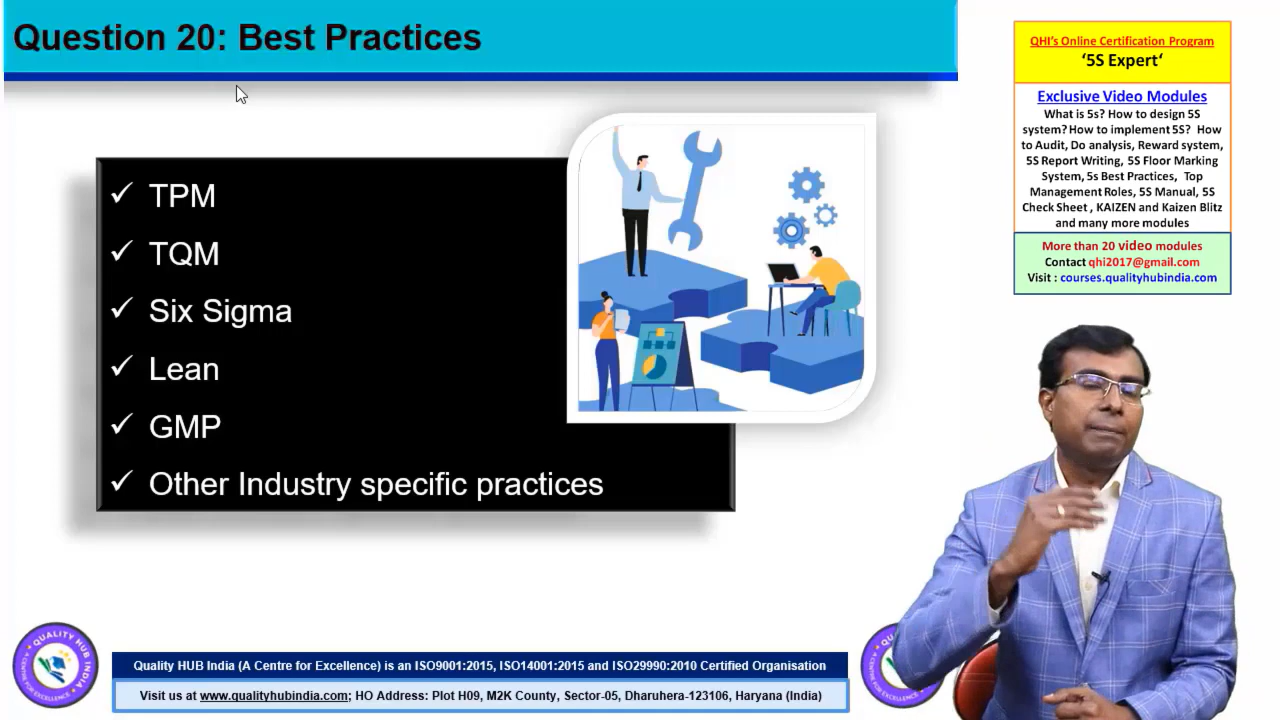 Question 20: Best Practices
✓ TPM
✓ TQM
✓ Six Sigma
✓ Lean
✓ GMP
✓ Other Industry specific practices
QHI's Online Certification Program
'5S Expert'
Exclusive Video Modules
What is 5s? How to design 5S
system? How to implement 5S? How
to Audit, Do analysis, Reward system,
5S Report Writing, 5S Floor Marking
System, 5s Best Practices, Top
Management Roles, 5S Manual, 5S
Check Sheet , KAIZEN and Kaizen Blitz
and many more modules
More than 20 video modules
Contact qhi2017@gmail.com
Visit : courses.qualityhubindia.com
QUALITY HUB INDIA
A CENTRE FOR EXCELLENCE
Quality HUB India (A Centre for Excellence) is an ISO9001:2015, ISO14001:2015 and ISO29990:2010 Certified Organisation
Visit us at www.qualityhubindia.com; HO Address: Plot H09, M2K County, Sector-05, Dharuhera-123106, Haryana (India)